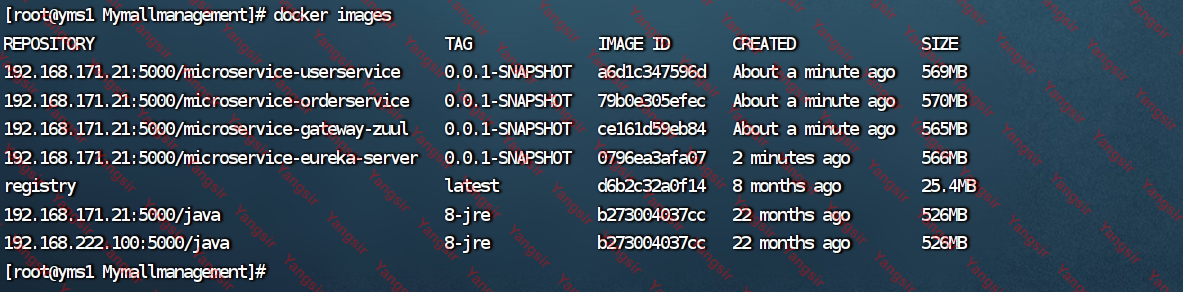 [root@yms1 Mymallmanagement]# docker images
REPOSITORY TAG IMAGE ID CREATED SIZE
192.168.171.21:5000/microservice-userservice 0.0.1-SNAPSHOT a6d1c347596d About a minute ago 569MB
192.168.171.21:5000/microservice-orderservice 0.0.1-SNAPSHOT 79b0e305efec About a minute ago 570MB
192.168.171.21:5000/microservice-gateway-zuul 0.0.1-SNAPSHOT ce161d59eb84 About a minute ago 565MB
192.168.171.21:5000/microservice-eureka-server 0.0.1-SNAPSHOT 0796ea3afa07 2 minutes ago 566MB
registry latest d6b2c32a0f14 8 months ago 25.4MB
192.168.171.21:5000/java 8-jre b273004037cc 22 months ago 526MB
192.168.222.100:5000/java 8-jre b273004037cc 22 months ago 526MB
[root@yms1 Mymallmanagement]#
Yangsir